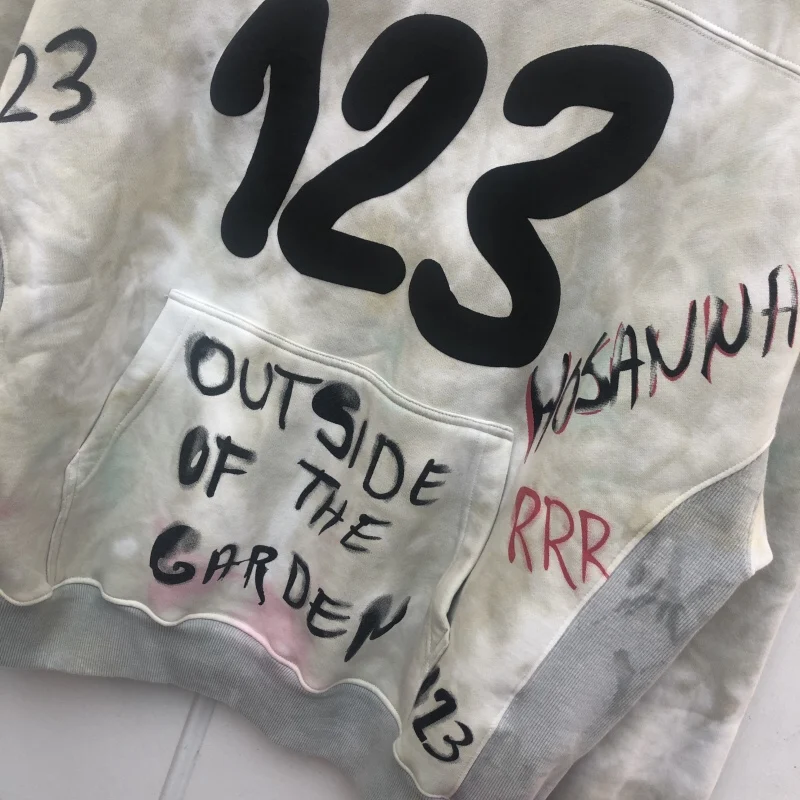 23
123
HOSANNA
OUTSIDE
OF THE
GARDEN
RRR
123